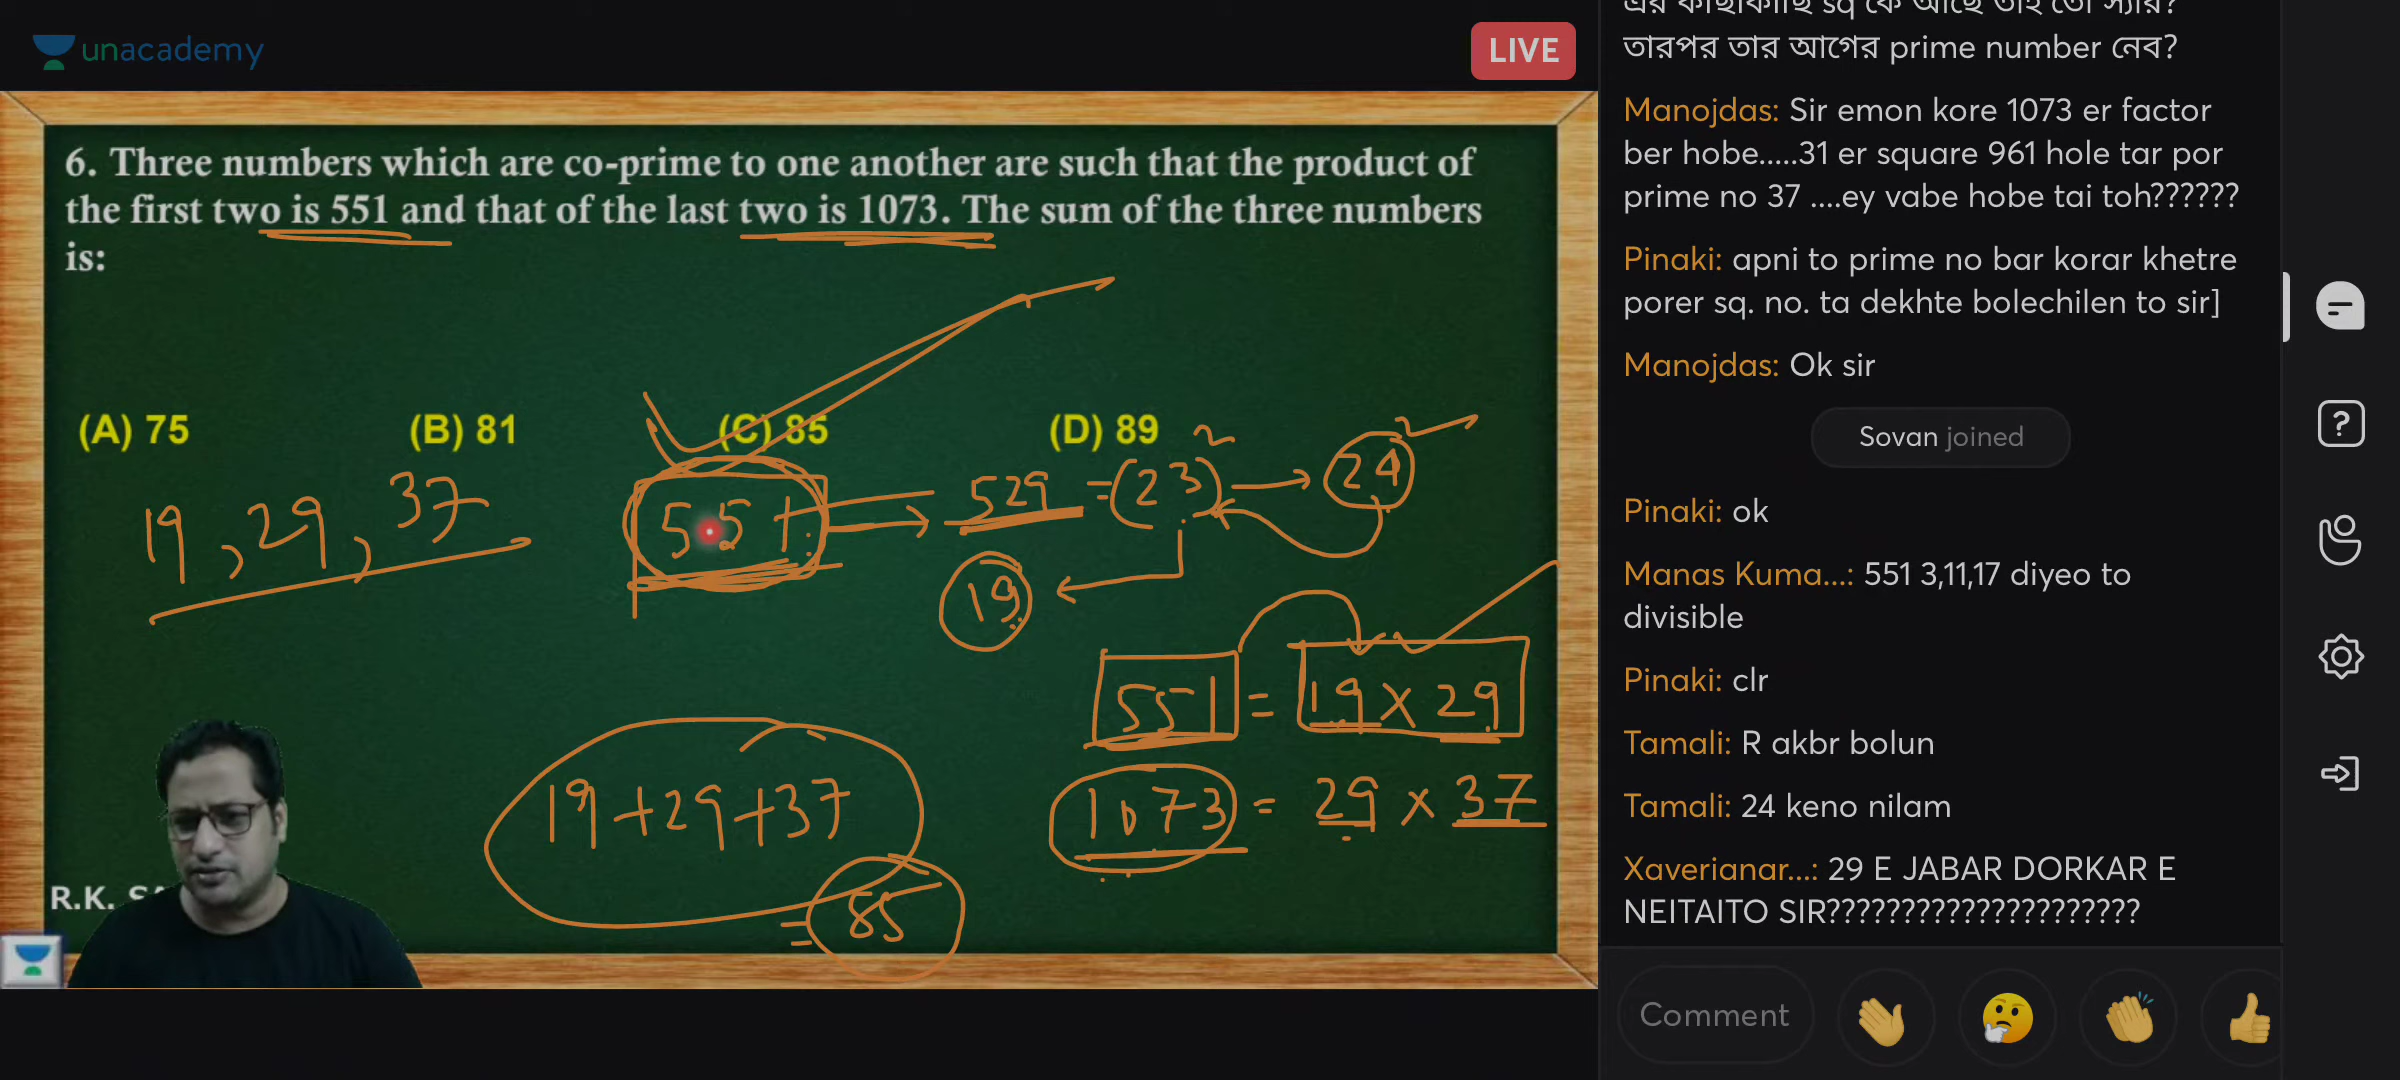 unacademy
LIVE
6. Three numbers which are co-prime to one another are such that the product of
the first two is 551 and that of the last two is 1073. The sum of the three numbers
is:
(A) 75 (B) 81 (C) 85 (D) 89
19, 29, 37
551 529 = (23)² 24²
19
551 = 19 × 29
19+29+37
1073 = 29 × 37
= 85
R.K.
তারপর তার আগের prime number নেব?
Manojdas: Sir emon kore 1073 er factor
ber hobe.....31 er square 961 hole tar por
prime no 37 ....ey vabe hobe tai toh??????
Pinaki: apni to prime no bar korar khetre
porer sq. no. ta dekhte bolechilen to sir]
Manojdas: Ok sir
Sovan joined
Pinaki: ok
Manas Kuma...: 551 3,11,17 diyeo to
divisible
Pinaki: clr
Tamali: R akbr bolun
Tamali: 24 keno nilam
Xaverianar...: 29 E JABAR DORKAR E
NEITAITO SIR????????????????????
Comment